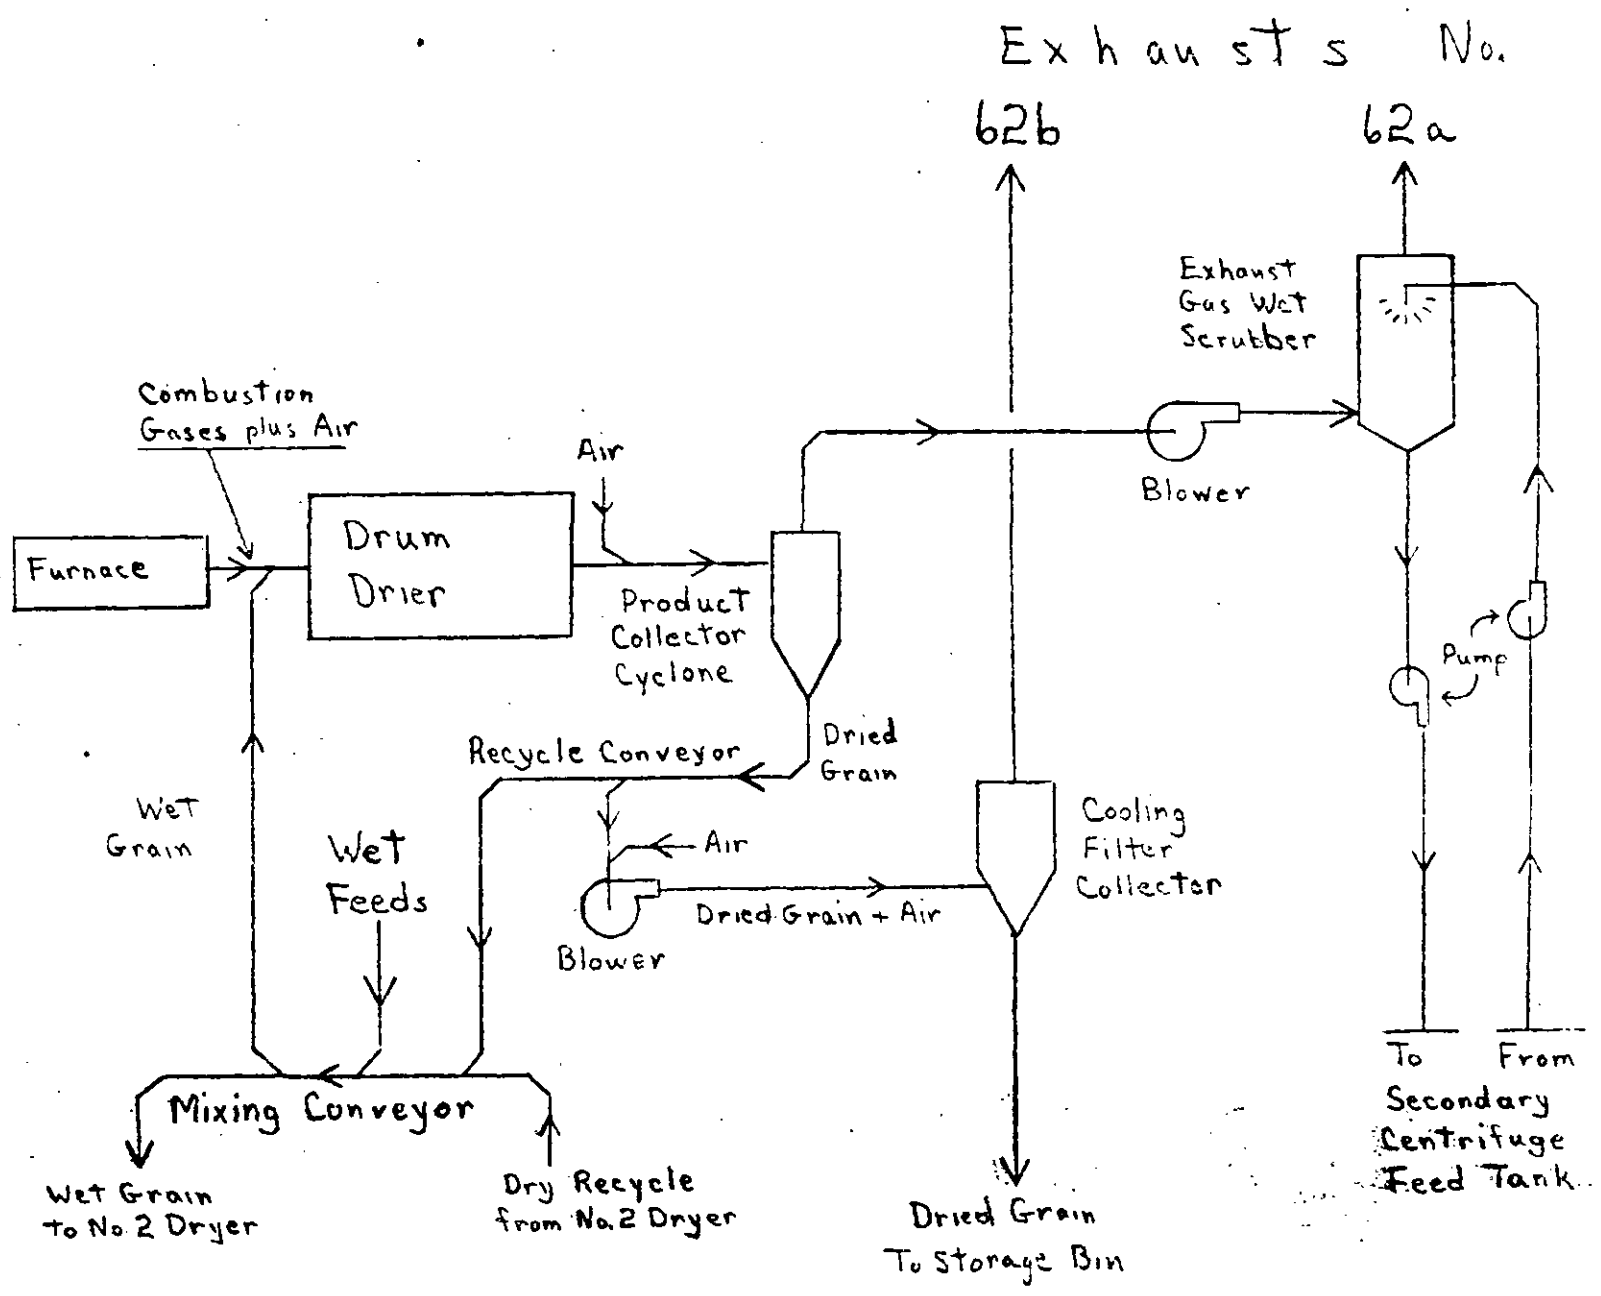 Exhausts No.
62b
62a
Exhaust
Gas Wet
Scrubber
Combustion
Gases plus Air
Air
Blower
Furnace
Drum
Drier
Product
Collector
Cyclone
Pump
Dried
Grain
Recycle Conveyor
Wet
Grain
Wet
Feeds
Air
Cooling
Filter
Collector
Dried Grain + Air
Blower
To
From
Secondary
Centrifuge
Feed Tank
Mixing Conveyor
Wet Grain
to No. 2 Dryer
Dry Recycle
from No. 2 Dryer
Dried Grain
To Storage Bin